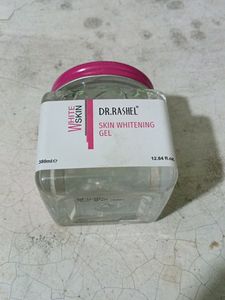 WHITE
SKIN
DR.RASHEL®
SKIN WHITENING
GEL
380ml℮
12.84 fl.oz